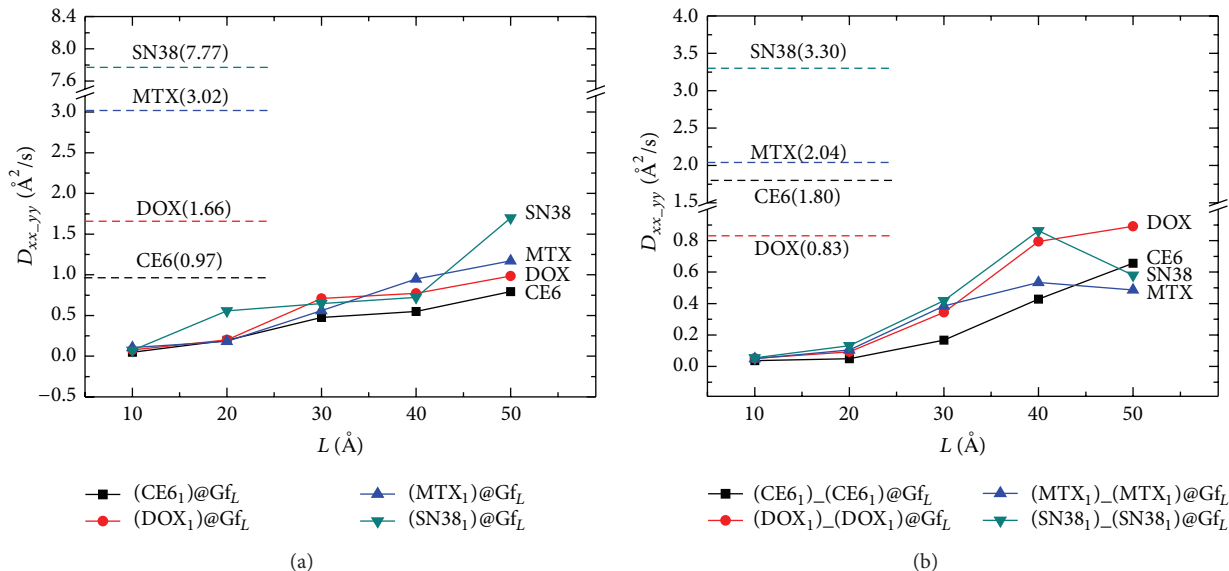 8.4
8.0
7.6
3.0
2.5
2.0
1.5
1.0
0.5
0.0
−0.5
D_{xx_yy} (Å²/s)
SN38(7.77)
MTX(3.02)
DOX(1.66)
CE6(0.97)
SN38
MTX
DOX
CE6
10 20 30 40 50
L (Å)
(CE6₁)@Gf_L (MTX₁)@Gf_L
(DOX₁)@Gf_L (SN38₁)@Gf_L
(a)
4.0
3.5
3.0
2.5
2.0
1.5
0.8
0.6
0.4
0.2
0.0
D_{xx_yy} (Å²/s)
SN38(3.30)
MTX(2.04)
CE6(1.80)
DOX(0.83)
DOX
CE6
SN38
MTX
10 20 30 40 50
L (Å)
(CE6₁)_(CE6₁)@Gf_L (MTX₁)_(MTX₁)@Gf_L
(DOX₁)_(DOX₁)@Gf_L (SN38₁)_(SN38₁)@Gf_L
(b)